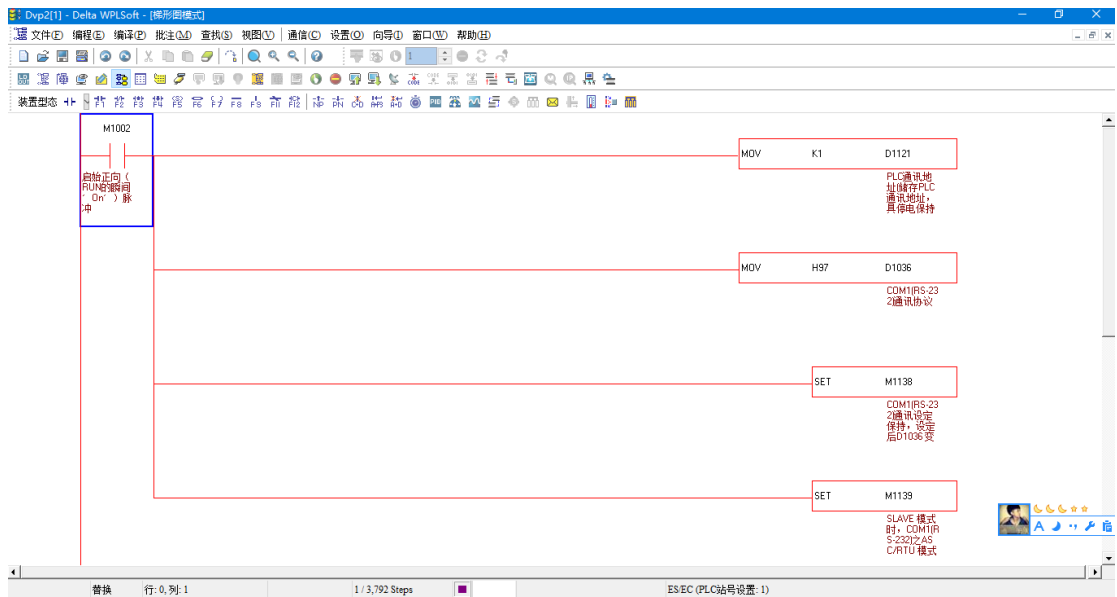 Dvp2[1] - Delta WPLSoft - [梯形图模式]
文件(F) 编程(E) 编译(P) 批注(M) 查找(S) 视图(V) 通信(C) 设置(O) 向导(I) 窗口(W) 帮助(H)
1
装置型态
M1002
启始正向（
RUN的瞬间
‘On’）脉
冲
MOV K1 D1121
PLC通讯地
址(储存PLC
通讯地址，
具停电保持
MOV H97 D1036
COM1(RS-23
2)通讯协议
SET M1138
COM1(RS-23
2)通讯设定
保持，设定
后D1036变
SET M1139
SLAVE 模式
时，COM1(R
S-232)之AS
C/RTU 模式
A
替换 行: 0, 列: 1 1 / 3,792 Steps ES/EC (PLC站号设置: 1)